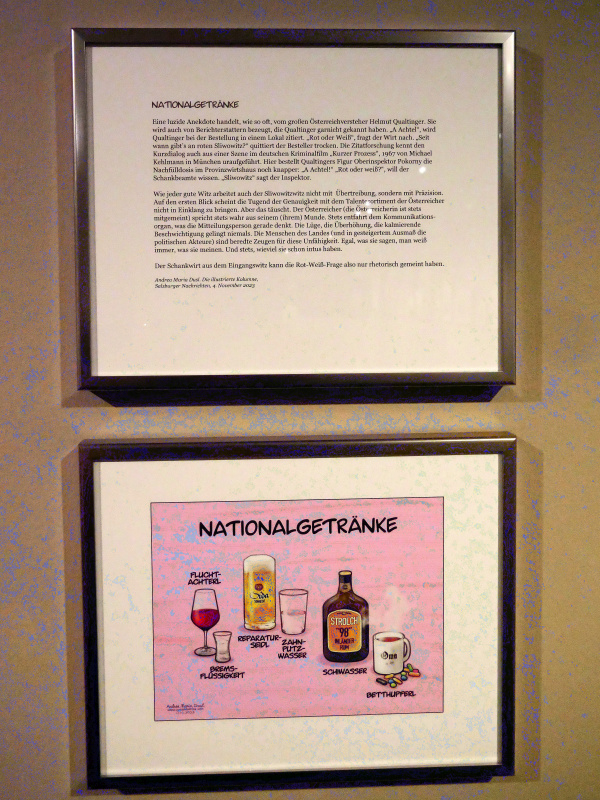 NATIONALGETRÄNKE
Eine luzide Anekdote handelt, wie so oft, vom großen Österreichversteher Helmut Qualtinger. Sie
wird auch von Berichterstattern bezeugt, die Qualtinger garnicht gekannt haben. „A Achtel“, wird
Qualtinger bei der Bestellung in einem Lokal zitiert. „Rot oder Weiß“, fragt der Wirt nach. „Seit
wann gibt's an roten Sliwowitz?“ quittiert der Besteller trocken. Die Zitatforschung kennt den
Kurzdialog auch aus einer Szene im deutschen Kriminalfilm „Kurzer Prozess“, 1967 von Michael
Kehlmann in München uraufgeführt. Hier bestellt Qualtingers Figur Oberinspektor Pokorny die
Nachfülldosis im Provinzwirtshaus noch knapper: „A Achtel!“ „Rot oder weiß?“, will der
Schankbeamte wissen. „Sliwowitz“ sagt der Inspektor.
Wie jeder gute Witz arbeitet auch der Sliwowitzwitz nicht mit Übertreibung, sondern mit Präzision.
Auf den ersten Blick scheint die Tugend der Genauigkeit mit dem Talentesortiment der Österreicher
nicht in Einklang zu bringen. Aber das täuscht. Der Österreicher (die Österreicherin ist stets
mitgemeint) spricht stets wahr aus seinem (ihrem) Munde. Stets entfährt dem Kommunikations-
organ, was die Mitteilungsperson gerade denkt. Die Lüge, die Überhöhung, die kalmierende
Beschwichtigung gelingt niemals. Die Menschen des Landes (und in gesteigertem Ausmaß die
politischen Akteure) sind beredte Zeugen für diese Unfähigkeit. Egal, was sie sagen, man weiß
immer, was sie meinen. Und stets, wieviel sie schon intus haben.
Der Schankwirt aus dem Eingangswitz kann die Rot-Weiß-Frage also nur rhetorisch gemeint haben.
Andrea Maria Dusl. Die illustrierte Kolumne,
Salzburger Nachrichten, 4. November 2023
NATIONALGETRÄNKE
FLUCHT-
ACHTERL
BREMS-
FLÜSSIGKEIT
REPARATUR-
SEIDL
ZAHN-
PUTZ-
WASSER
STROLCH
98
INLÄNDER
RUM
SCHIWASSER
BETTHUPFERL
Andrea Maria Dusl